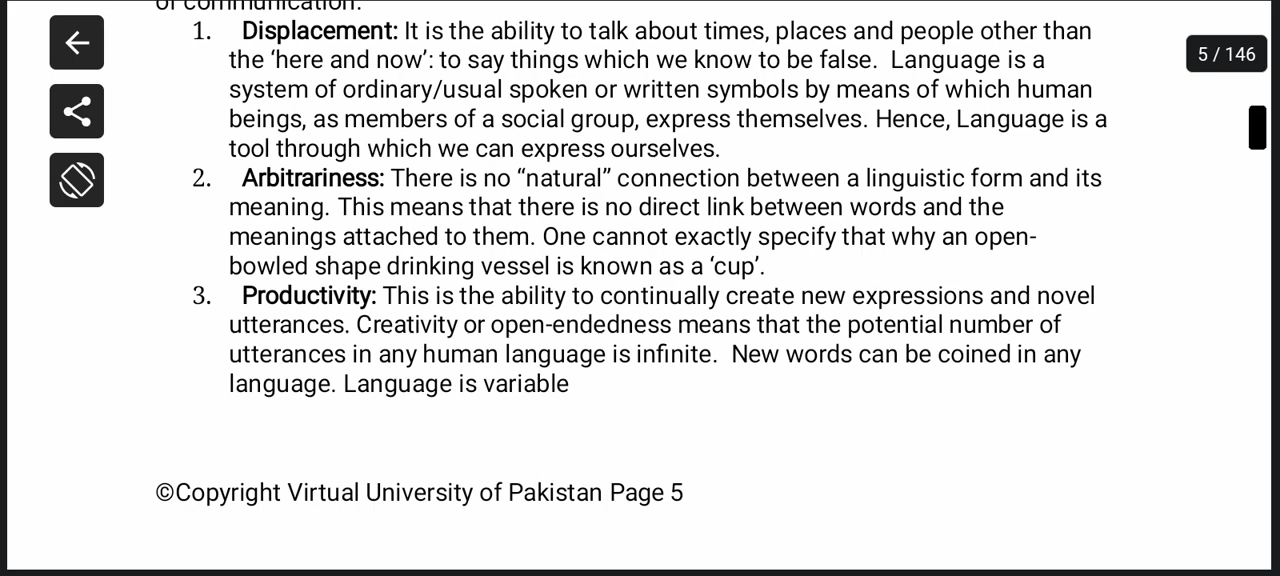 of communication.
1. Displacement: It is the ability to talk about times, places and people other than
the ‘here and now’: to say things which we know to be false.  Language is a
system of ordinary/usual spoken or written symbols by means of which human
beings, as members of a social group, express themselves. Hence, Language is a
tool through which we can express ourselves.
2. Arbitrariness: There is no “natural” connection between a linguistic form and its
meaning. This means that there is no direct link between words and the
meanings attached to them. One cannot exactly specify that why an open-
bowled shape drinking vessel is known as a ‘cup’.
3. Productivity: This is the ability to continually create new expressions and novel
utterances. Creativity or open-endedness means that the potential number of
utterances in any human language is infinite.  New words can be coined in any
language. Language is variable
©Copyright Virtual University of Pakistan Page 5
5 / 146